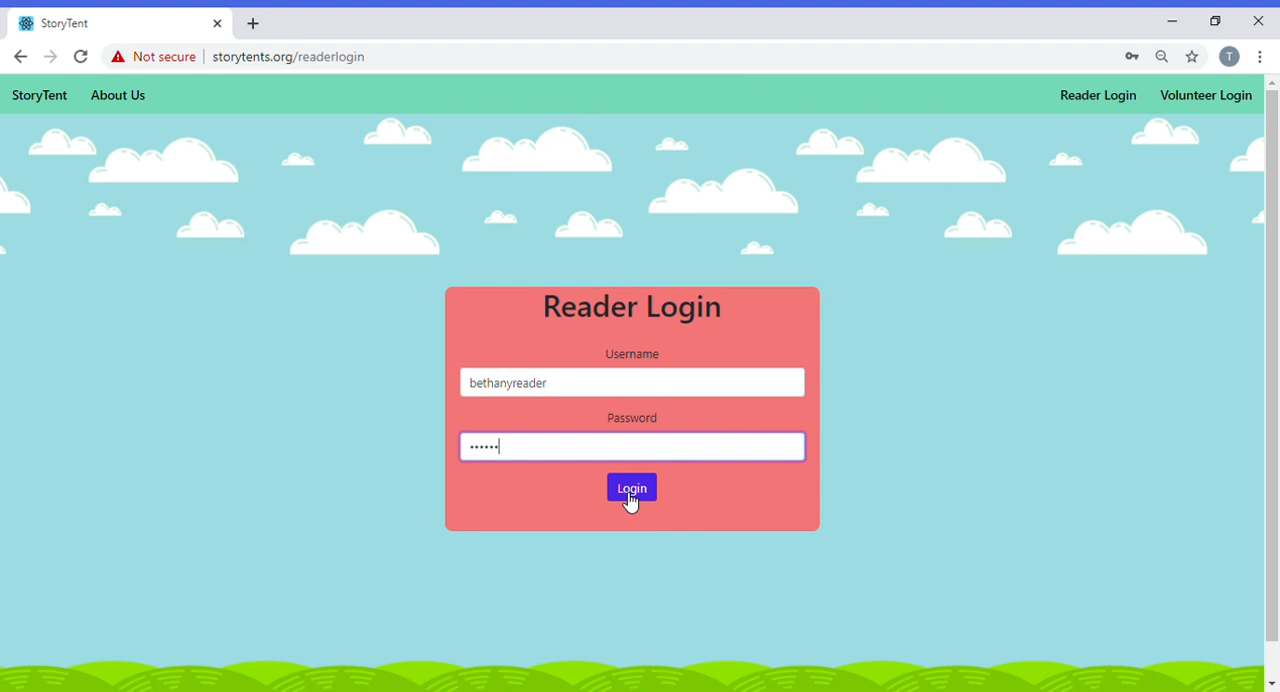 StoryTent
Not secure storytents.org/readerlogin T
StoryTent About Us Reader Login Volunteer Login
Reader Login
Username
bethanyreader
Password
••••••
Login